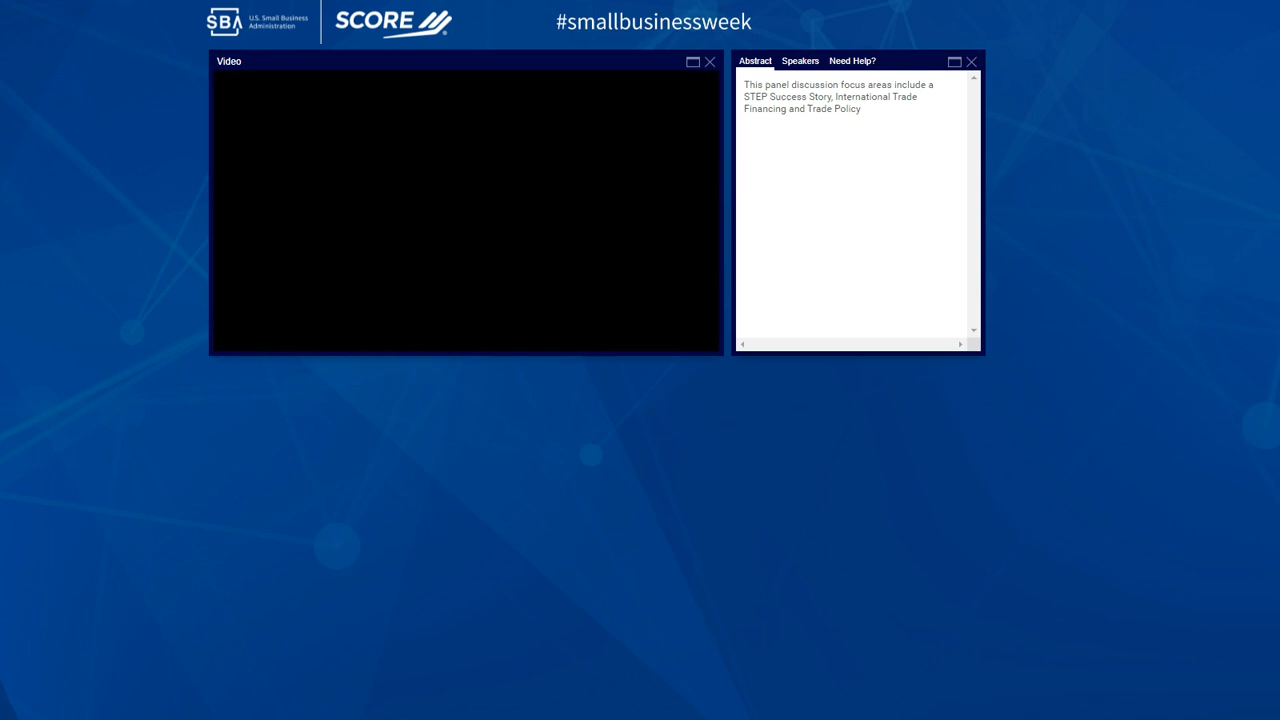 SBA U.S. Small Business
Administration
SCORE
#smallbusinessweek
Video
Abstract Speakers Need Help?
This panel discussion focus areas include a
STEP Success Story, International Trade
Financing and Trade Policy